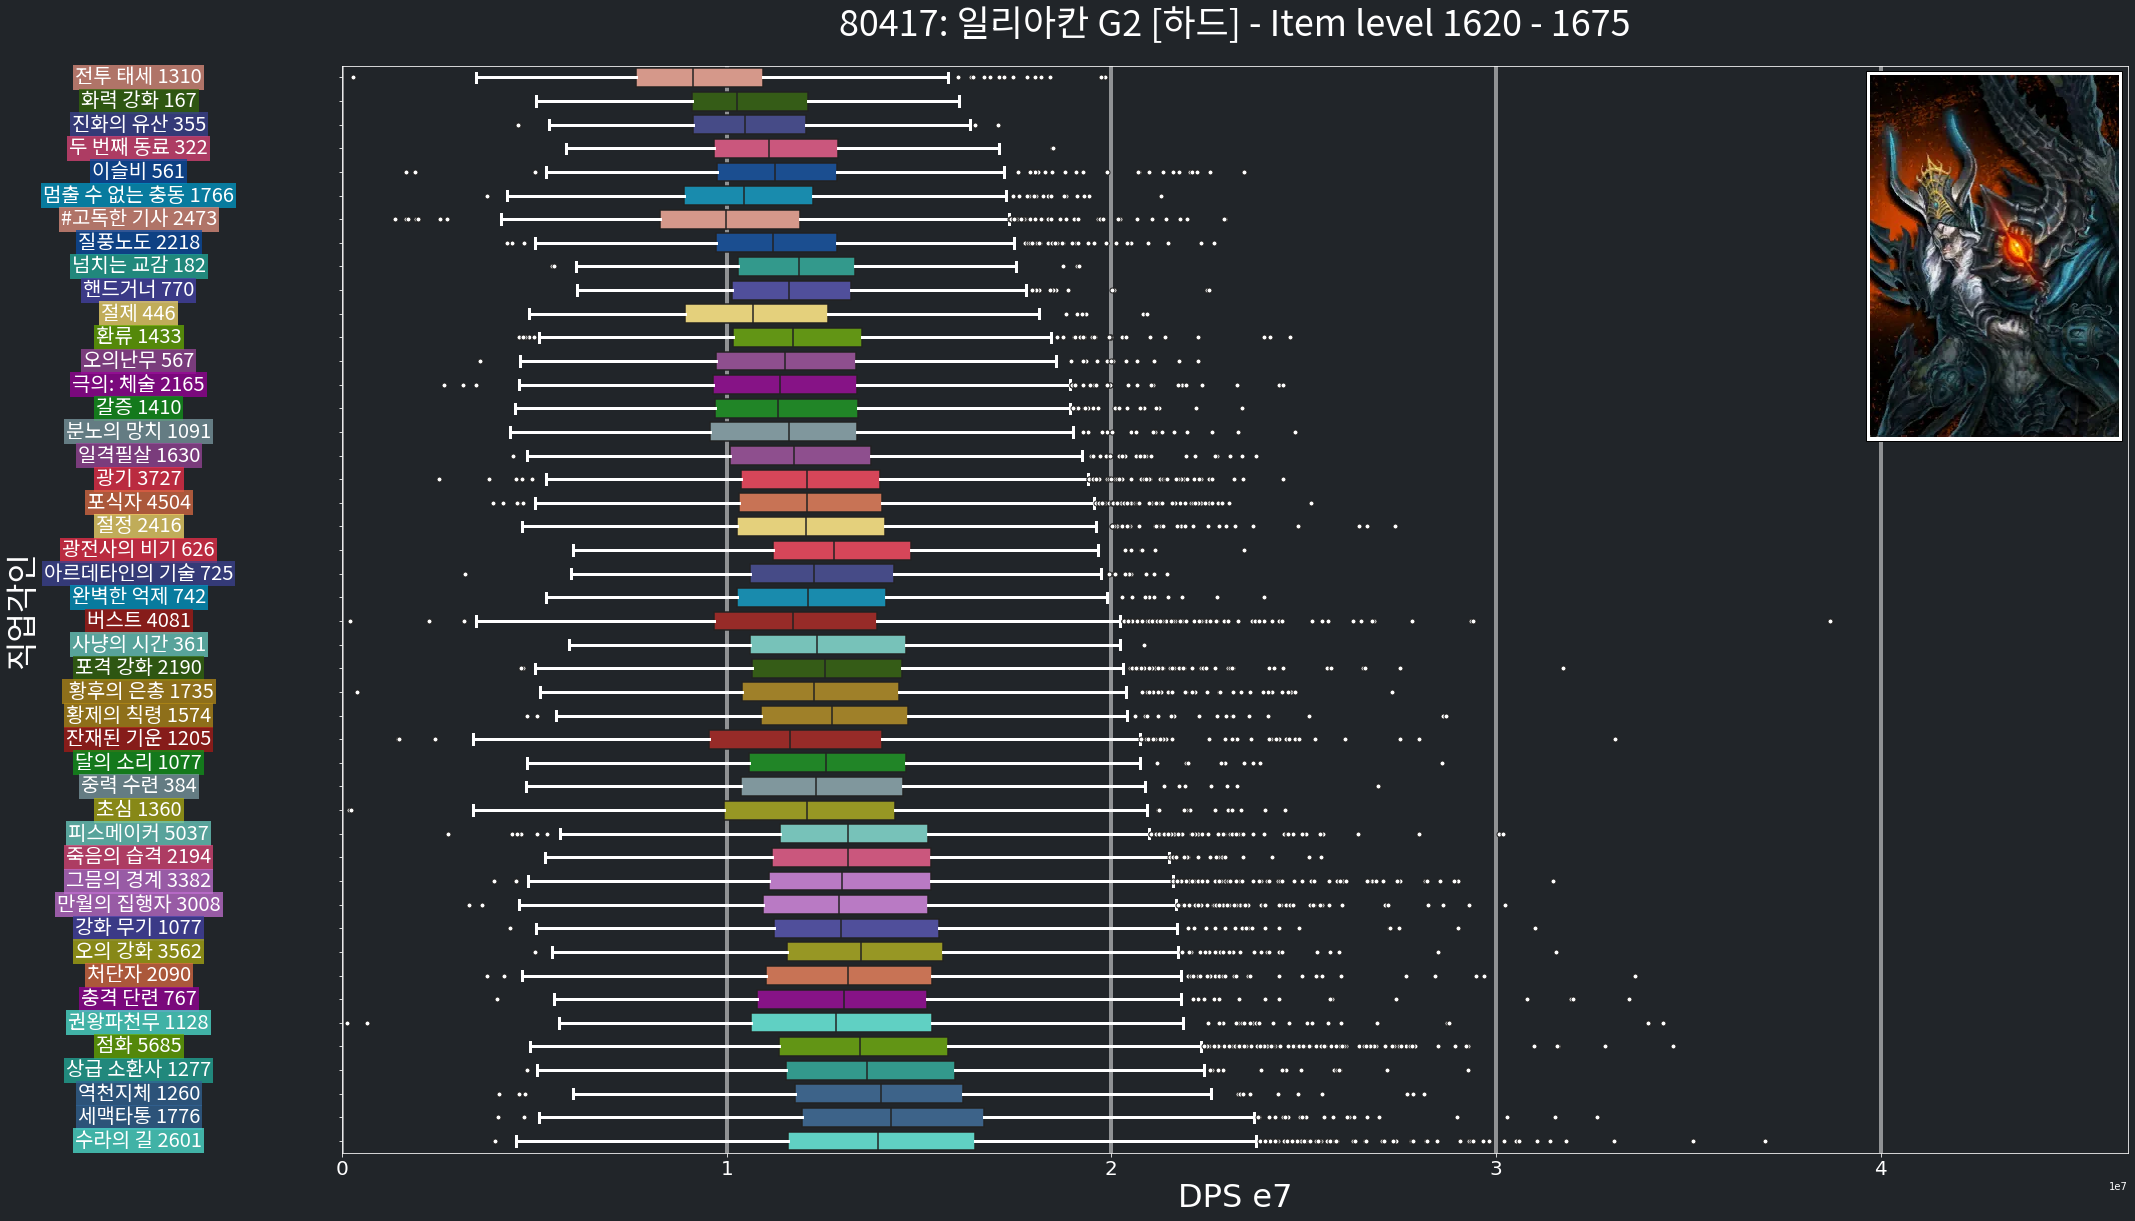 80417: 일리아칸 G2 [하드] - Item level 1620 - 1675
전투 태세 1310
화력 강화 167
진화의 유산 355
두 번째 동료 322
이슬비 561
멈출 수 없는 충동 1766
#고독한 기사 2473
질풍노도 2218
넘치는 교감 182
핸드거너 770
절제 446
환류 1433
오의난무 567
극의: 체술 2165
갈증 1410
분노의 망치 1091
일격필살 1630
광기 3727
포식자 4504
절정 2416
광전사의 비기 626
아르데타인의 기술 725
완벽한 억제 742
버스트 4081
사냥의 시간 361
포격 강화 2190
황후의 은총 1735
황제의 칙령 1574
잔재된 기운 1205
달의 소리 1077
중력 수련 384
초심 1360
피스메이커 5037
죽음의 습격 2194
그믐의 경계 3382
만월의 집행자 3008
강화 무기 1077
오의 강화 3562
처단자 2090
충격 단련 767
권왕파천무 1128
점화 5685
상급 소환사 1277
역천지체 1260
세맥타통 1776
수라의 길 2601
직업각인
0 1 2 3 4
DPS e7
1e7